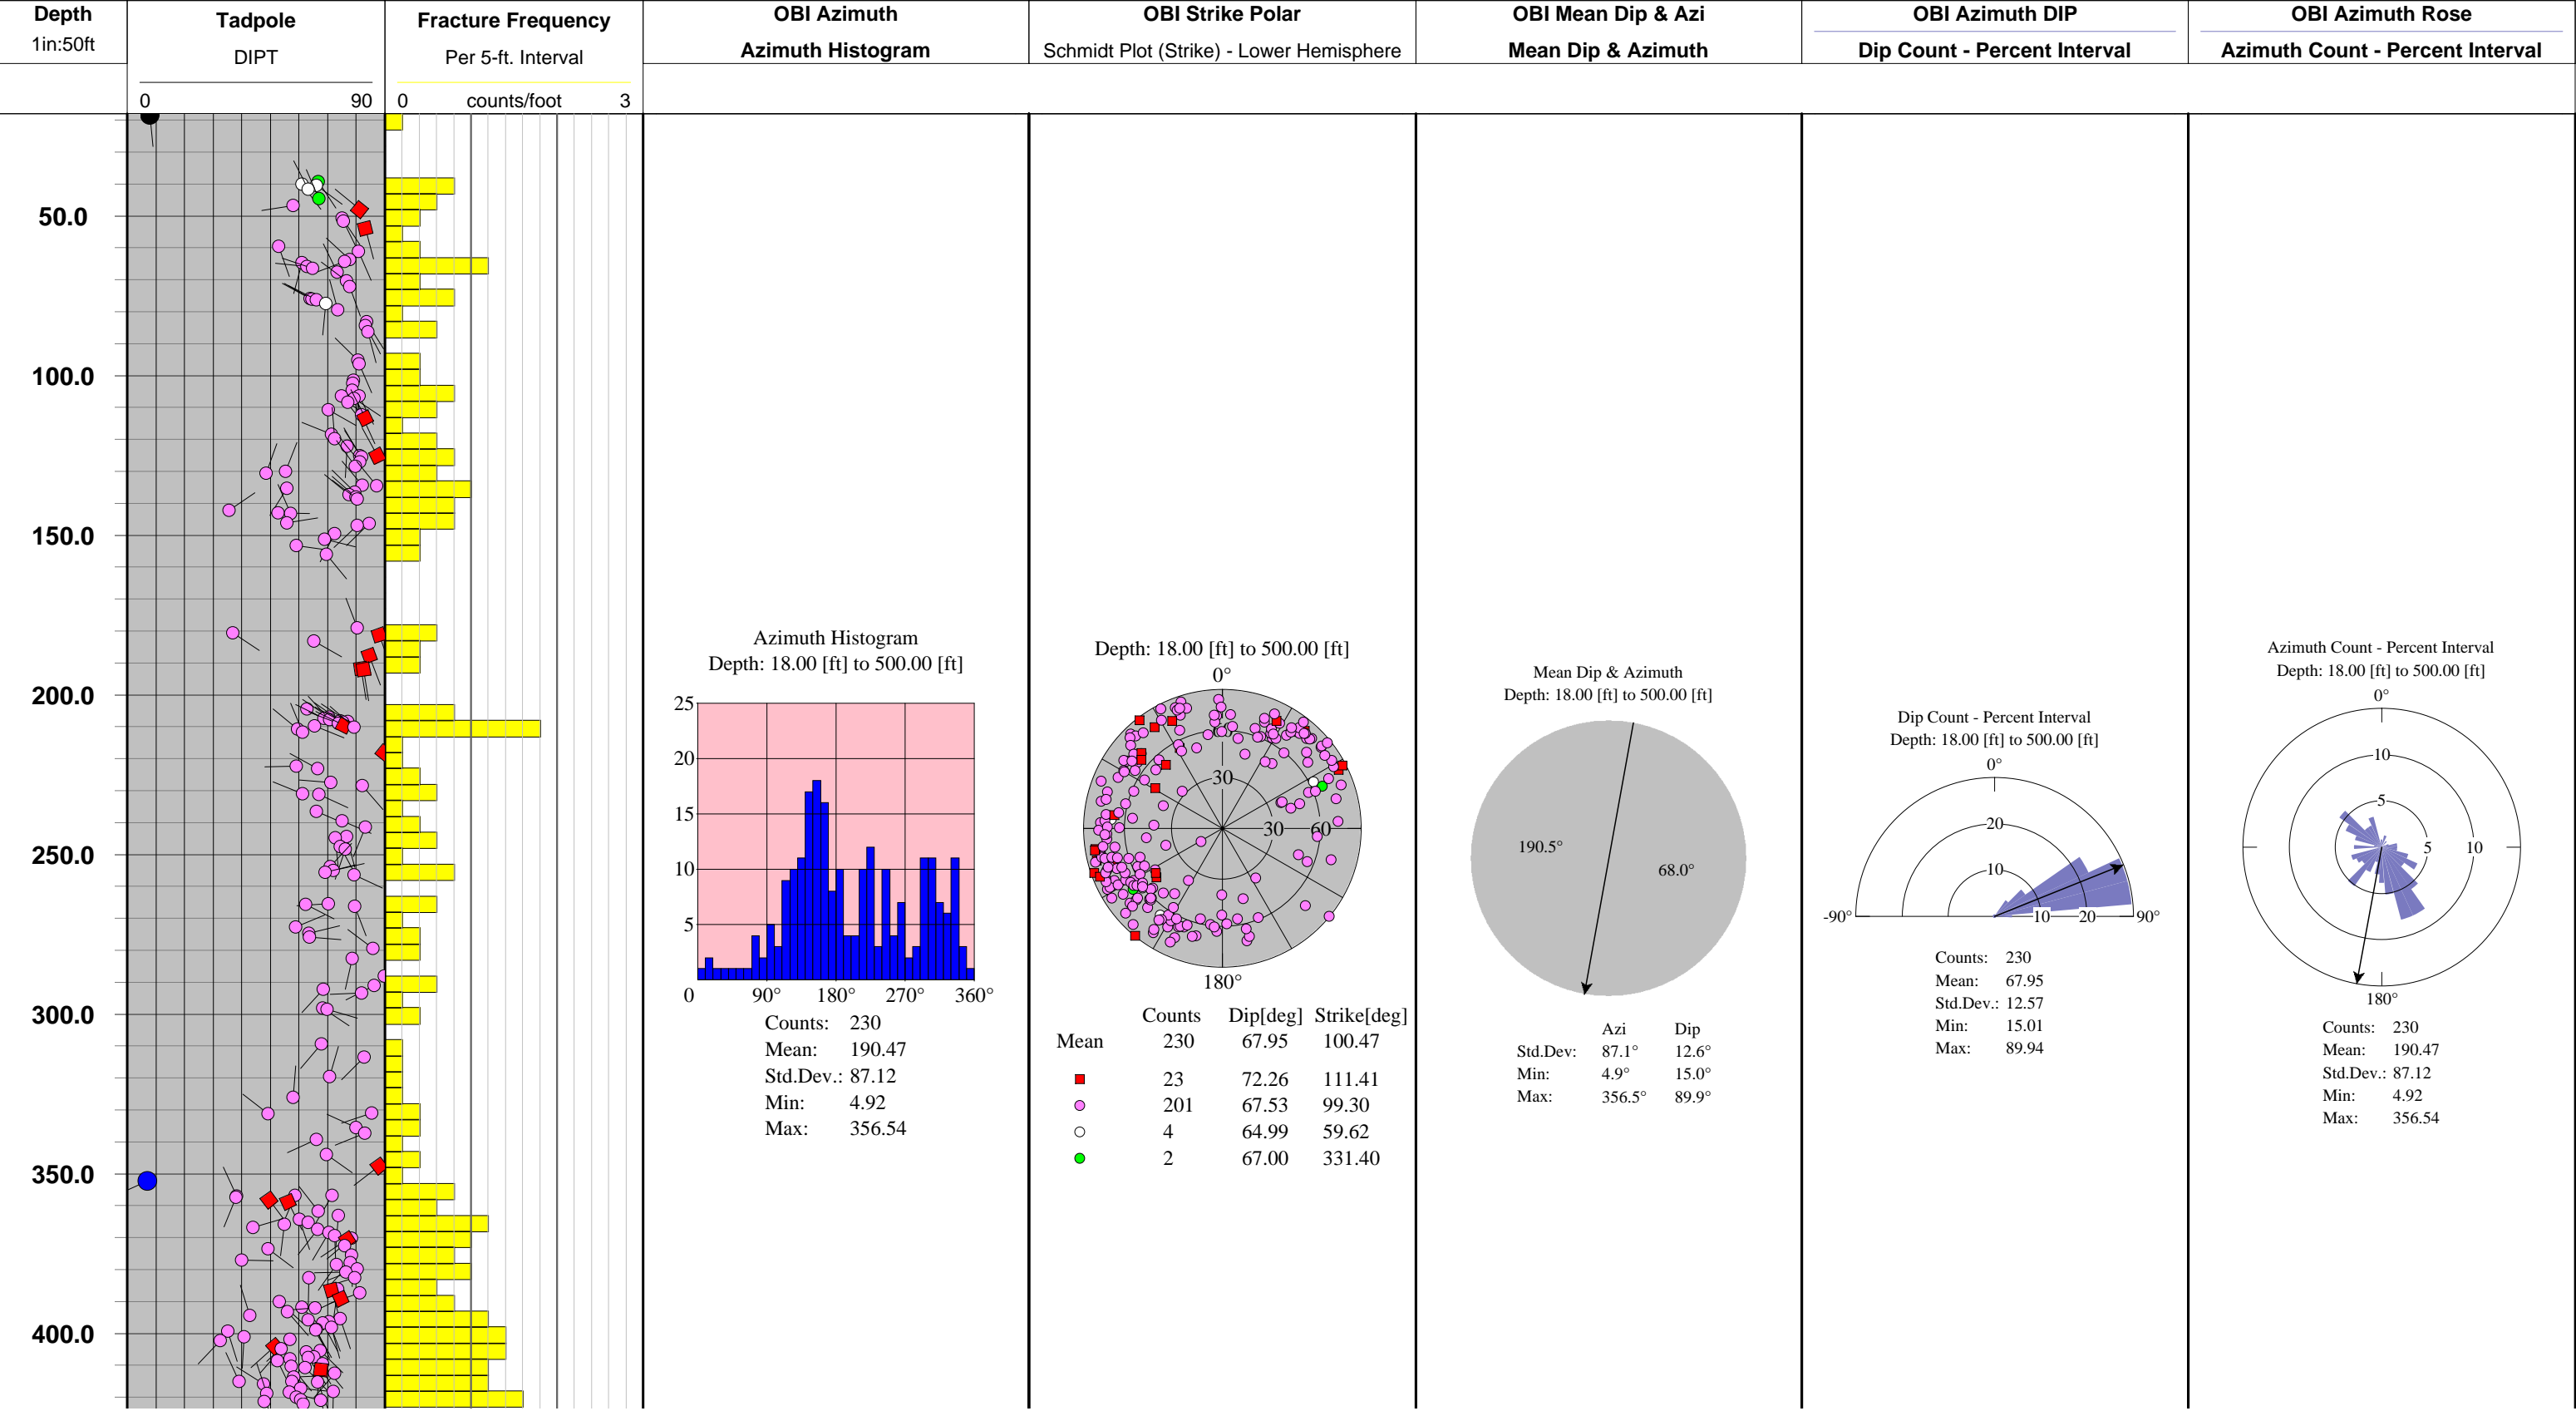 Depth
1in:50ft
Tadpole
DIPT
0 90
Fracture Frequency
Per 5-ft. Interval
0 counts/foot 3
OBI Azimuth
Azimuth Histogram
OBI Strike Polar
Schmidt Plot (Strike) - Lower Hemisphere
OBI Mean Dip & Azi
Mean Dip & Azimuth
OBI Azimuth DIP
Dip Count - Percent Interval
OBI Azimuth Rose
Azimuth Count - Percent Interval
50.0
100.0
150.0
200.0
250.0
300.0
350.0
400.0
Azimuth Histogram
Depth: 18.00 [ft] to 500.00 [ft]
25
20
15
10
5
0 90° 180° 270° 360°
Counts: 230
Mean: 190.47
Std.Dev.: 87.12
Min: 4.92
Max: 356.54
Depth: 18.00 [ft] to 500.00 [ft]
0°
30
30 60
180°
Counts Dip[deg] Strike[deg]
Mean 230 67.95 100.47
23 72.26 111.41
201 67.53 99.30
4 64.99 59.62
2 67.00 331.40
Mean Dip & Azimuth
Depth: 18.00 [ft] to 500.00 [ft]
190.5°
68.0°
Azi Dip
Std.Dev: 87.1° 12.6°
Min: 4.9° 15.0°
Max: 356.5° 89.9°
Dip Count - Percent Interval
Depth: 18.00 [ft] to 500.00 [ft]
0°
20
10
-90° 10 20 90°
Counts: 230
Mean: 67.95
Std.Dev.: 12.57
Min: 15.01
Max: 89.94
Azimuth Count - Percent Interval
Depth: 18.00 [ft] to 500.00 [ft]
0°
10
5
5 10
180°
Counts: 230
Mean: 190.47
Std.Dev.: 87.12
Min: 4.92
Max: 356.54